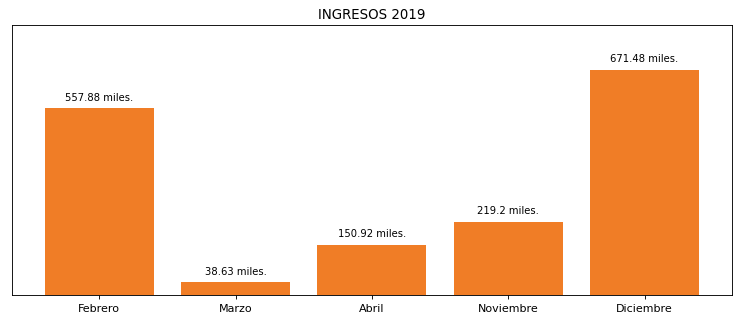 INGRESOS 2019
671.48 miles.
557.88 miles.
219.2 miles.
150.92 miles.
38.63 miles.
Febrero Marzo Abril Noviembre Diciembre